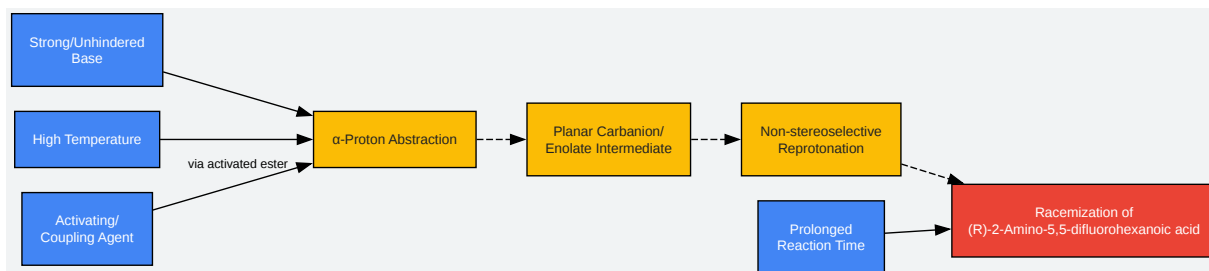 Strong/Unhindered
Base
High Temperature
via activated ester
Activating/
Coupling Agent
α-Proton Abstraction
Planar Carbanion/
Enolate Intermediate
Non-stereoselective
Reprotonation
Prolonged
Reaction Time
Racemization of
(R)-2-Amino-5,5-difluorohexanoic acid